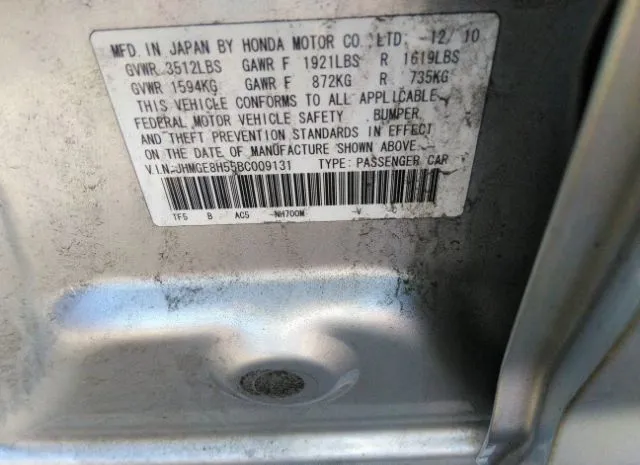 MFD. IN JAPAN BY HONDA MOTOR CO.,LTD. 12/10
GVWR 3512LBS GAWR F 1921LBS R 1619LBS
GVWR 1594KG GAWR F 872KG R 735KG
THIS VEHICLE CONFORMS TO ALL APPLICABLE
FEDERAL MOTOR VEHICLE SAFETY, BUMPER,
AND THEFT PREVENTION STANDARDS IN EFFECT
ON THE DATE OF MANUFACTURE SHOWN ABOVE.
V.I.N. JHMGE8H55BC009131 TYPE: PASSENGER CAR
TF5 B AC5 NH700M V